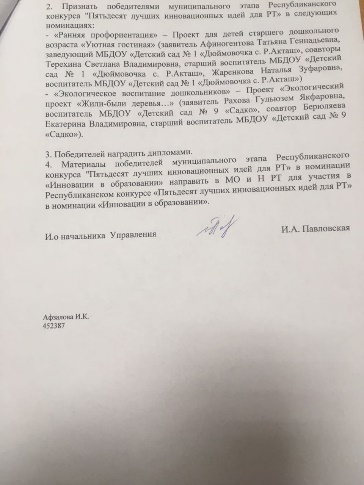 2. Признать победителями муниципального этапа Республиканского
конкурса "Пятьдесят лучших инновационных идей для РТ» в следующих
номинациях:
- «Ранняя профориентация» – Проект для детей старшего дошкольного
возраста «Уютная гостиная» (заявитель Афиногентова Татьяна Геннадьевна,
заведующий МБДОУ «Детский сад № 1 «Дюймовочка с. Р.Акташ», соавторы
Терехина Светлана Владимировна, старший воспитатель МБДОУ «Детский
сад № 1 «Дюймовочка с. Р.Акташ», Жаренкова Наталья Зуфаровна,
воспитатель МБДОУ «Детский сад № 1 «Дюймовочка с. Р.Акташ»)
- «Экологическое воспитание дошкольников» – Проект «Экологический
проект «Жили-были деревья…» (заявитель Рахова Гульюзем Якфаровна,
воспитатель МБДОУ «Детский сад № 9 «Садко», соавтор
Екатерина Владимировна, старший воспитатель МБДОУ «Детский сад № 9
«Садко»).
3. Победителей наградить дипломами.
4. Материалы победителей муниципального этапа Республиканского
конкурса "Пятьдесят лучших инновационных идей для РТ» в номинации
«Инновации в образовании» направить в МО и Н РТ для участия в
Республиканском конкурсе «Пятьдесят лучших инновационных идей для РТ»
в номинации «Инновации в образовании».
И.о начальника Управления
И.А. Павловская
Афзалова И.К.
452387